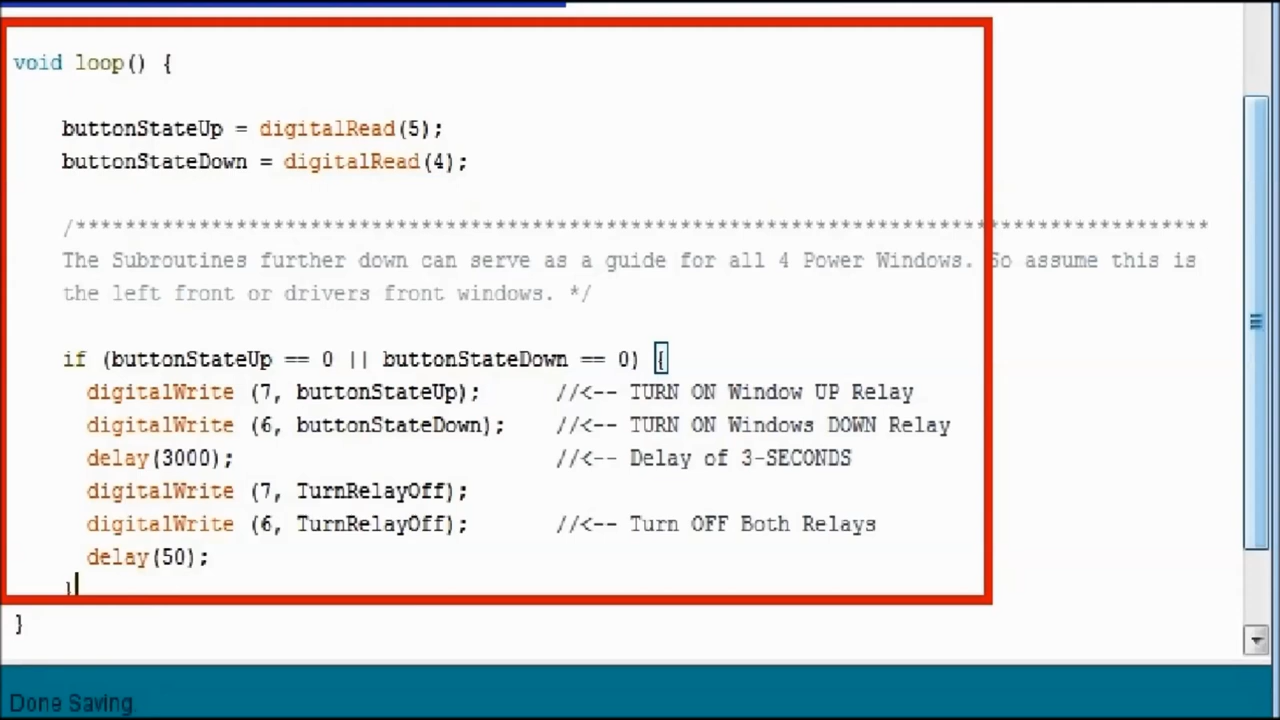 void loop() {
buttonStateUp = digitalRead(5);
buttonStateDown = digitalRead(4);
/*********************************************************************************************
The Subroutines further down can serve as a guide for all 4 Power Windows. So assume this is
the left front or drivers front windows. */
if (buttonStateUp == 0 || buttonStateDown == 0) {
digitalWrite (7, buttonStateUp); //<-- TURN ON Window UP Relay
digitalWrite (6, buttonStateDown); //<-- TURN ON Windows DOWN Relay
delay(3000); //<-- Delay of 3-SECONDS
digitalWrite (7, TurnRelayOff);
digitalWrite (6, TurnRelayOff); //<-- Turn OFF Both Relays
delay(50);
}
}
Done Saving.